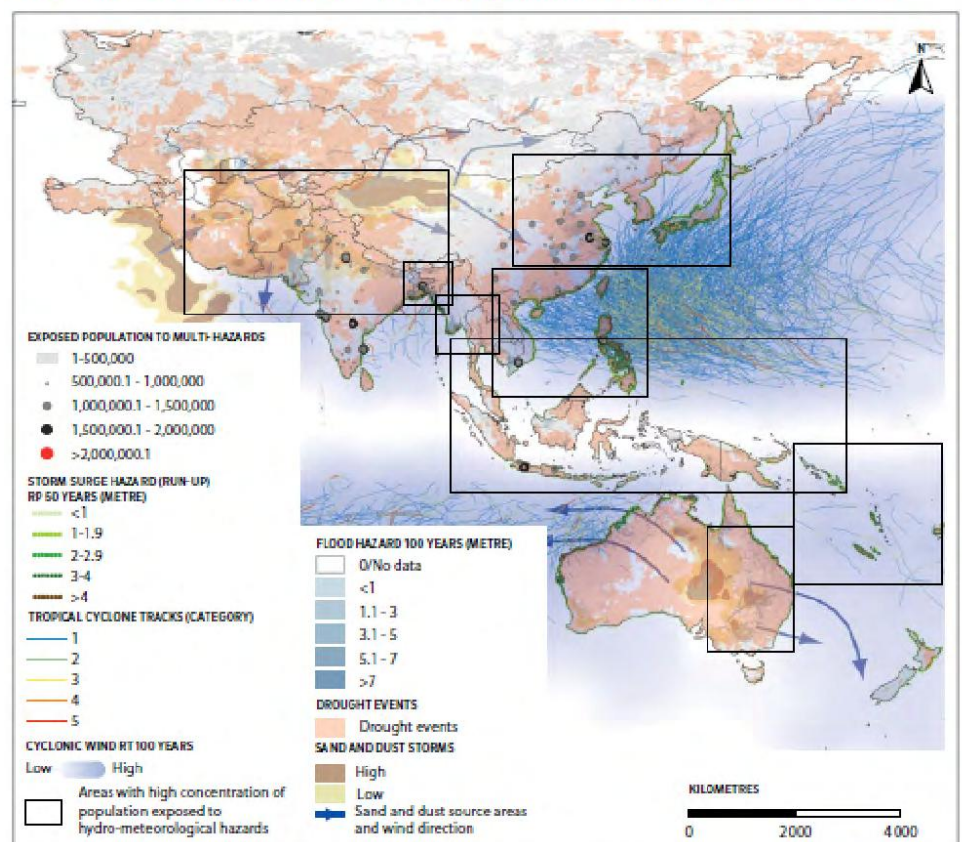 N
EXPOSED POPULATION TO MULTI-HAZARDS
1-500,000
500,000.1 - 1,000,000
1,000,000.1 - 1,500,000
1,500,000.1 - 2,000,000
>2,000,000.1
STORM SURGE HAZARD (RUN-UP)
RP 50 YEARS (METRE)
<1
1-1.9
2-2.9
3-4
>4
TROPICAL CYCLONE TRACKS (CATEGORY)
1
2
3
4
5
CYCLONIC WIND RT 100 YEARS
Low High
Areas with high concentration of
population exposed to
hydro-meteorological hazards
FLOOD HAZARD 100 YEARS (METRE)
0/No data
<1
1.1 - 3
3.1 - 5
5.1 - 7
>7
DROUGHT EVENTS
Drought events
SAND AND DUST STORMS
High
Low
Sand and dust source areas
and wind direction
KILOMETRES
0 2000 4000